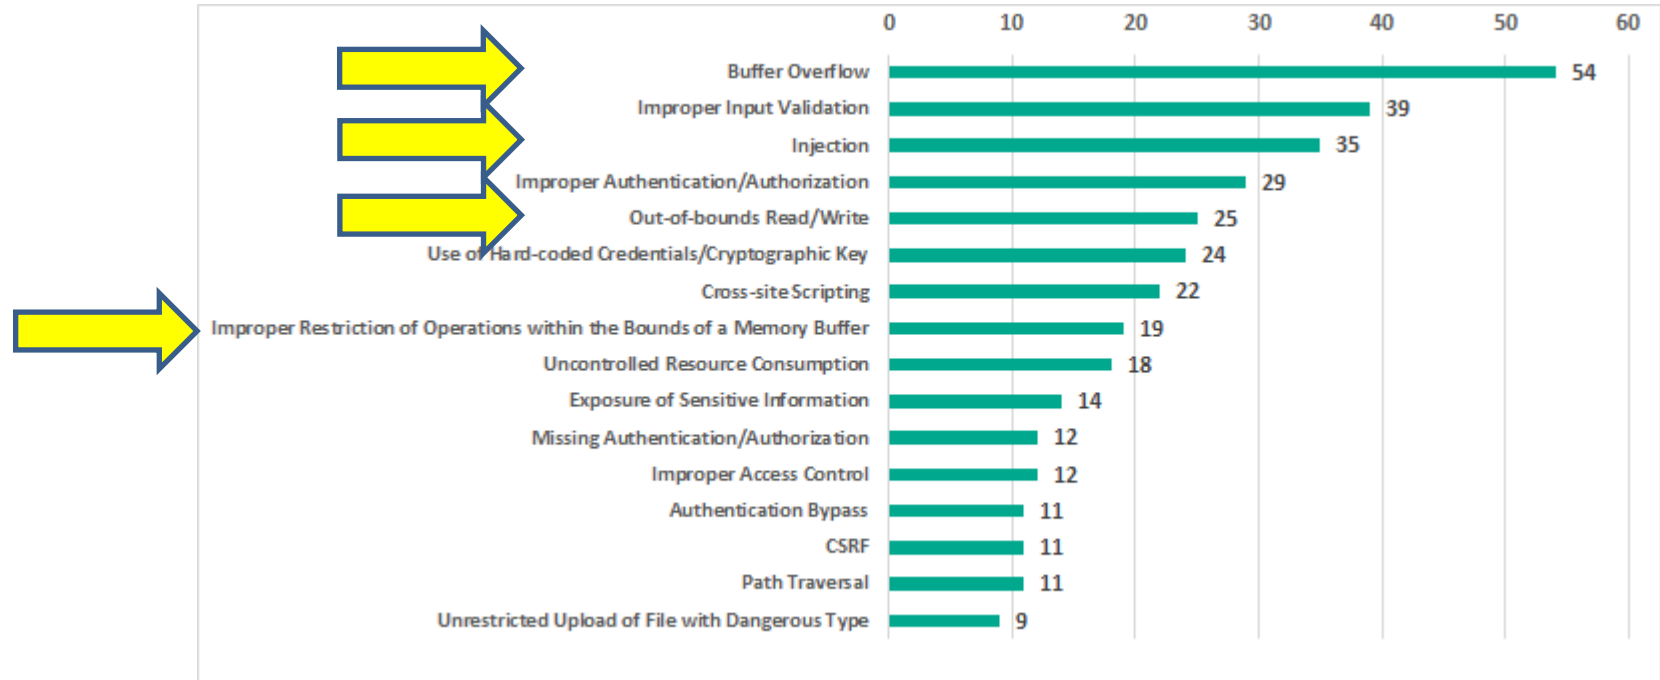 0 10 20 30 40 50 60
Buffer Overflow 54
Improper Input Validation 39
Injection 35
Improper Authentication/Authorization 29
Out-of-bounds Read/Write 25
Use of Hard-coded Credentials/Cryptographic Key 24
Cross-site Scripting 22
Improper Restriction of Operations within the Bounds of a Memory Buffer 19
Uncontrolled Resource Consumption 18
Exposure of Sensitive Information 14
Missing Authentication/Authorization 12
Improper Access Control 12
Authentication Bypass 11
CSRF 11
Path Traversal 11
Unrestricted Upload of File with Dangerous Type 9